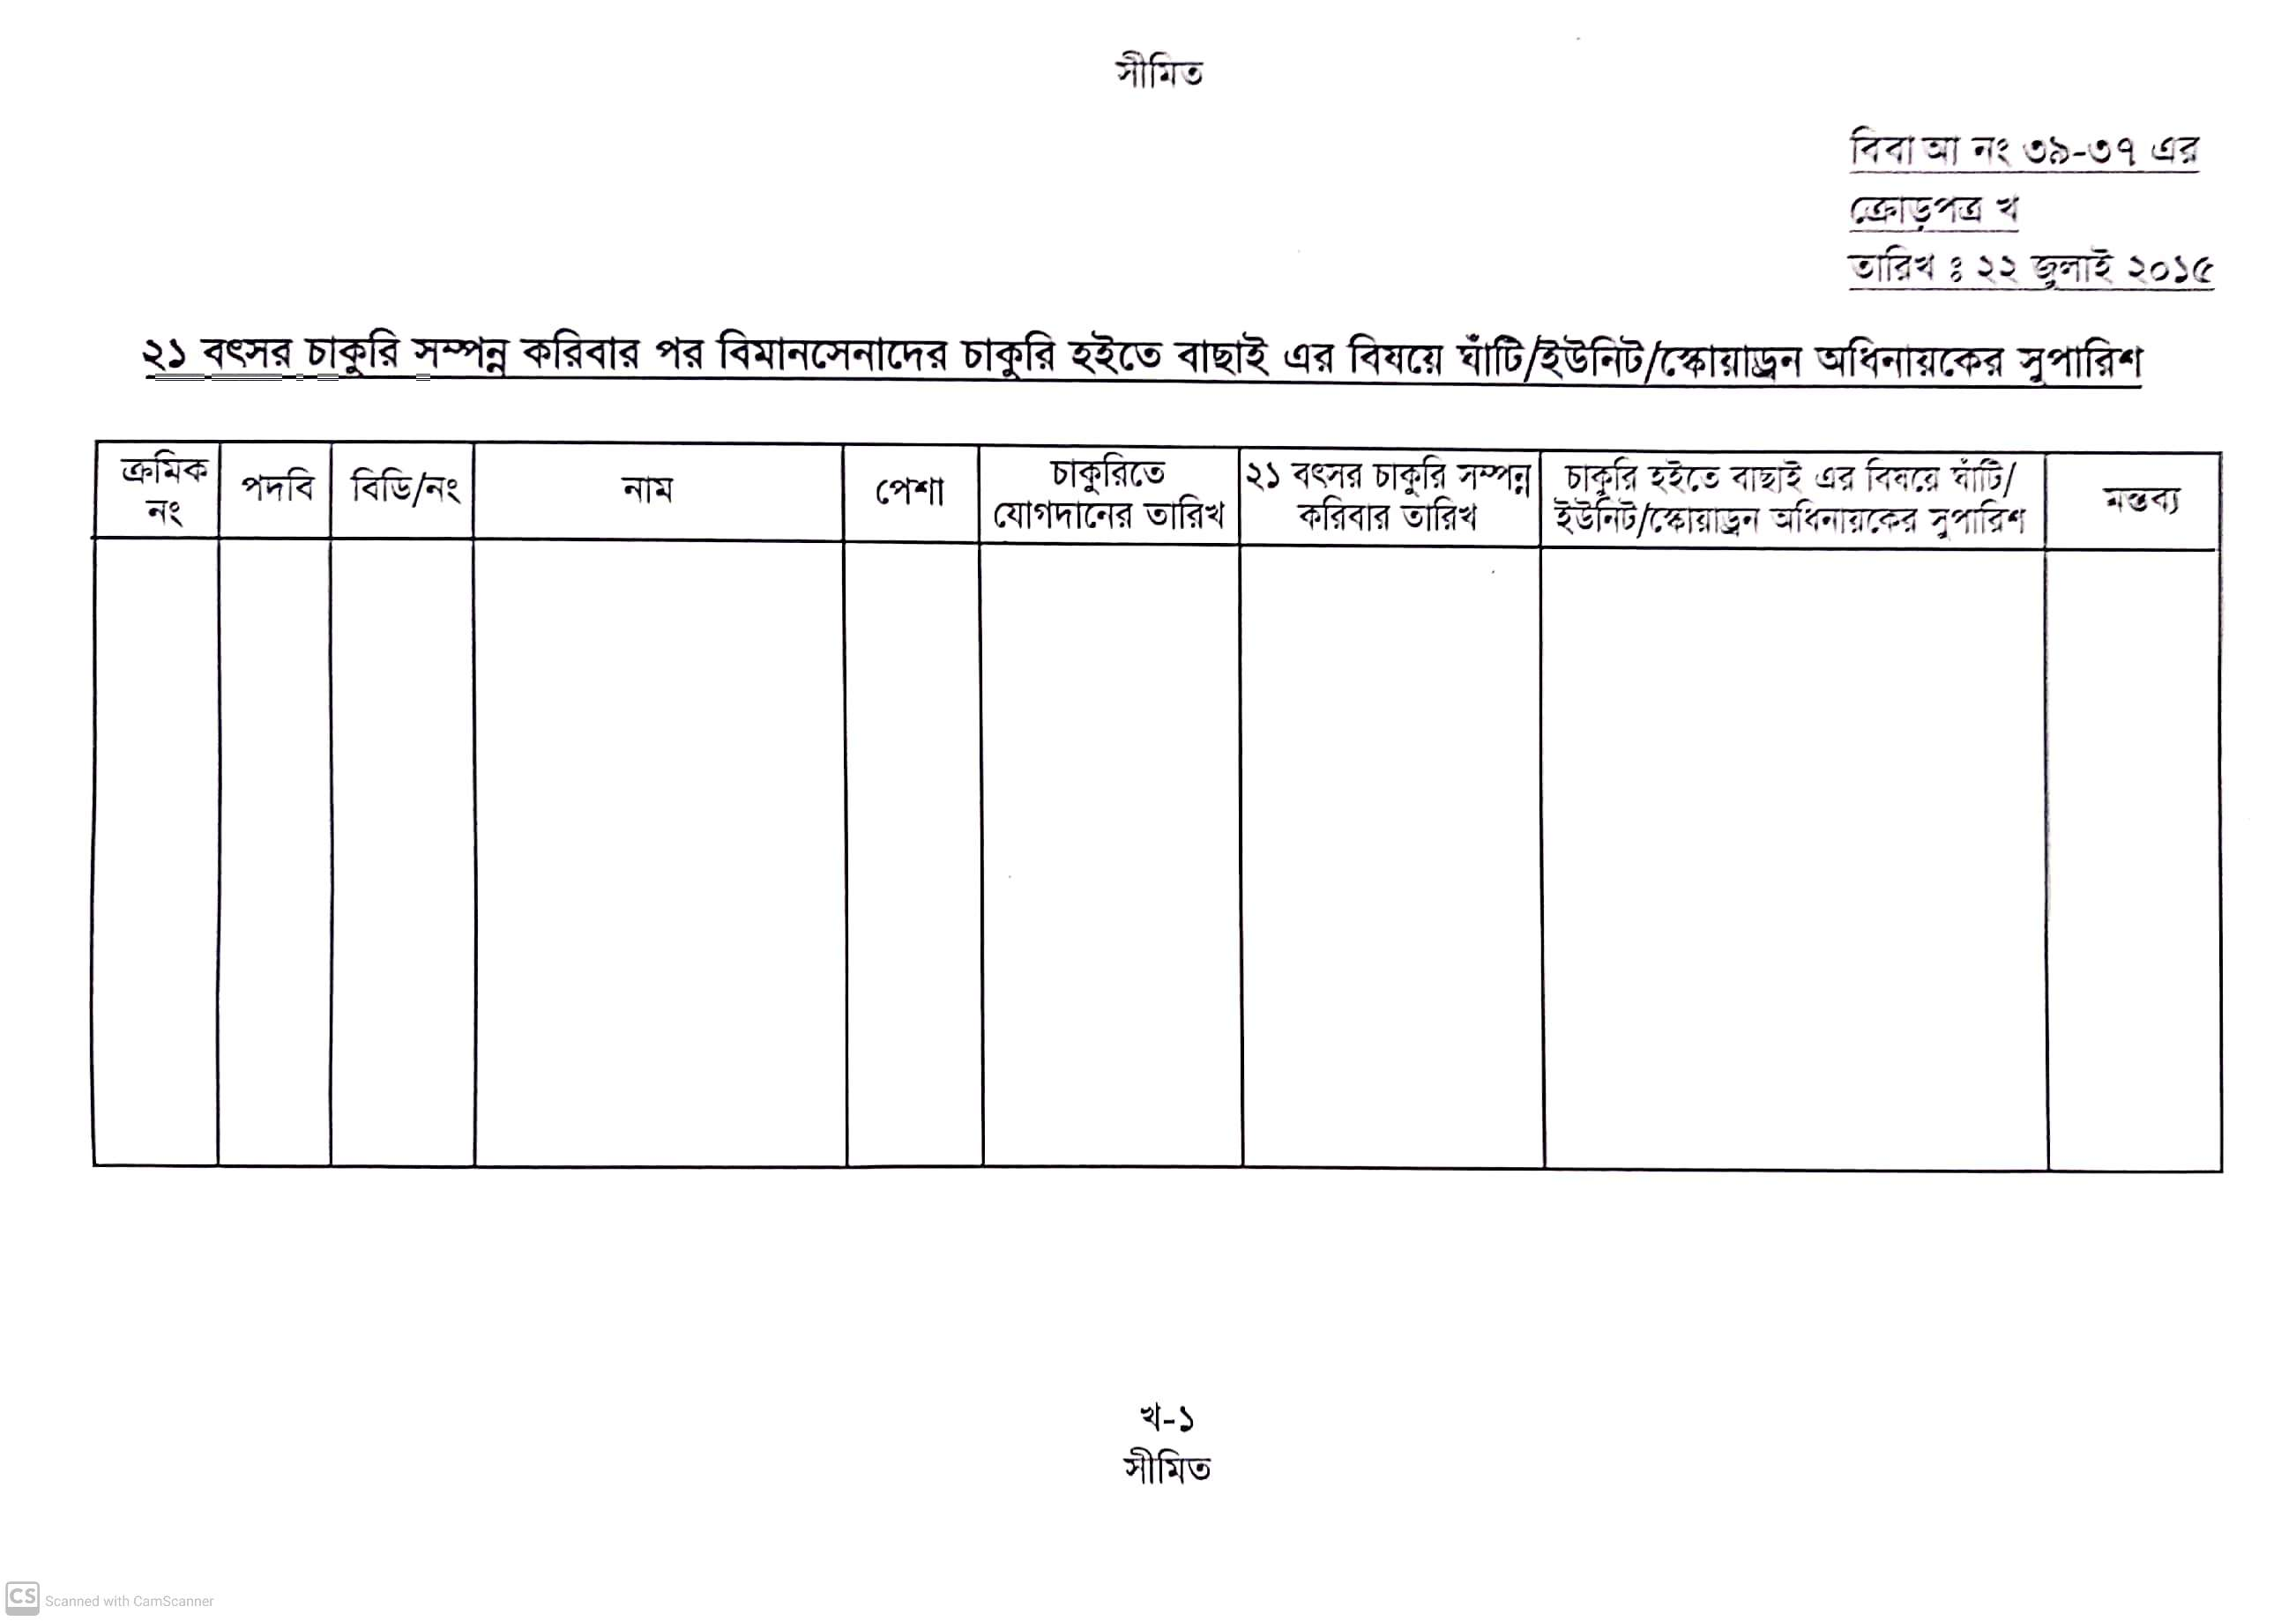 সীমিত
বিবা আ নং ৩৯-৩৭ এর
ক্রোড়পত্র খ
তারিখ ঃ ২২ জুলাই ২০১৫
২১ বৎসর চাকুরি সম্পন্ন করিবার পর বিমানসেনাদের চাকুরি হইতে বাছাই এর বিষয়ে ঘাঁটি/ইউনিট/স্কোয়াড্রন অধিনায়কের সুপারিশ
ক্রমিক
নং
পদবি
বিডি/নং
নাম
পেশা
চাকুরিতে
যোগদানের তারিখ
২১ বৎসর চাকুরি সম্পন্ন
করিবার তারিখ
চাকুরি হইতে বাছাই এর বিষয়ে ঘাঁটি/
ইউনিট/স্কোয়াড্রন অধিনায়কের সুপারিশ
মন্তব্য
খ-১
সীমিত
CS Scanned with CamScanner